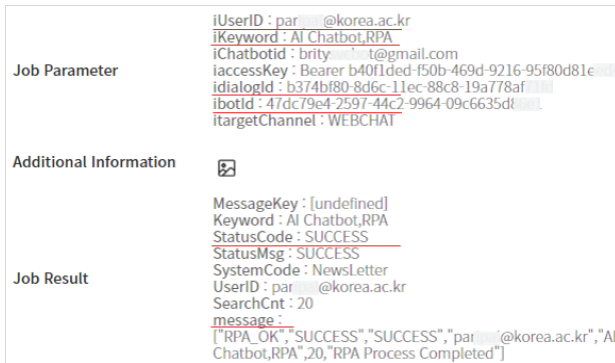 iUserID : par @korea.ac.kr
iKeyword : AI Chatbot,RPA
iChatbotid : brity @gmail.com
Job Parameter
iaccessKey : Bearer b40f1ded-f50b-469d-9216-95f80d81e
idialogId : b374bf80-8d6c-11ec-88c8-19a778af
ibotId : 47dc79e4-2597-44c2-9964-09c6635d8
itargetChannel : WEBCHAT
Additional Information
MessageKey : [undefined]
Keyword : AI Chatbot,RPA
StatusCode : SUCCESS
StatusMsg : SUCCESS
Job Result
SystemCode : NewsLetter
UserID : par @korea.ac.kr
SearchCnt : 20
message :
["RPA_OK","SUCCESS","SUCCESS","par @korea.ac.kr","AI
Chatbot,RPA",20,"RPA Process Completed"]